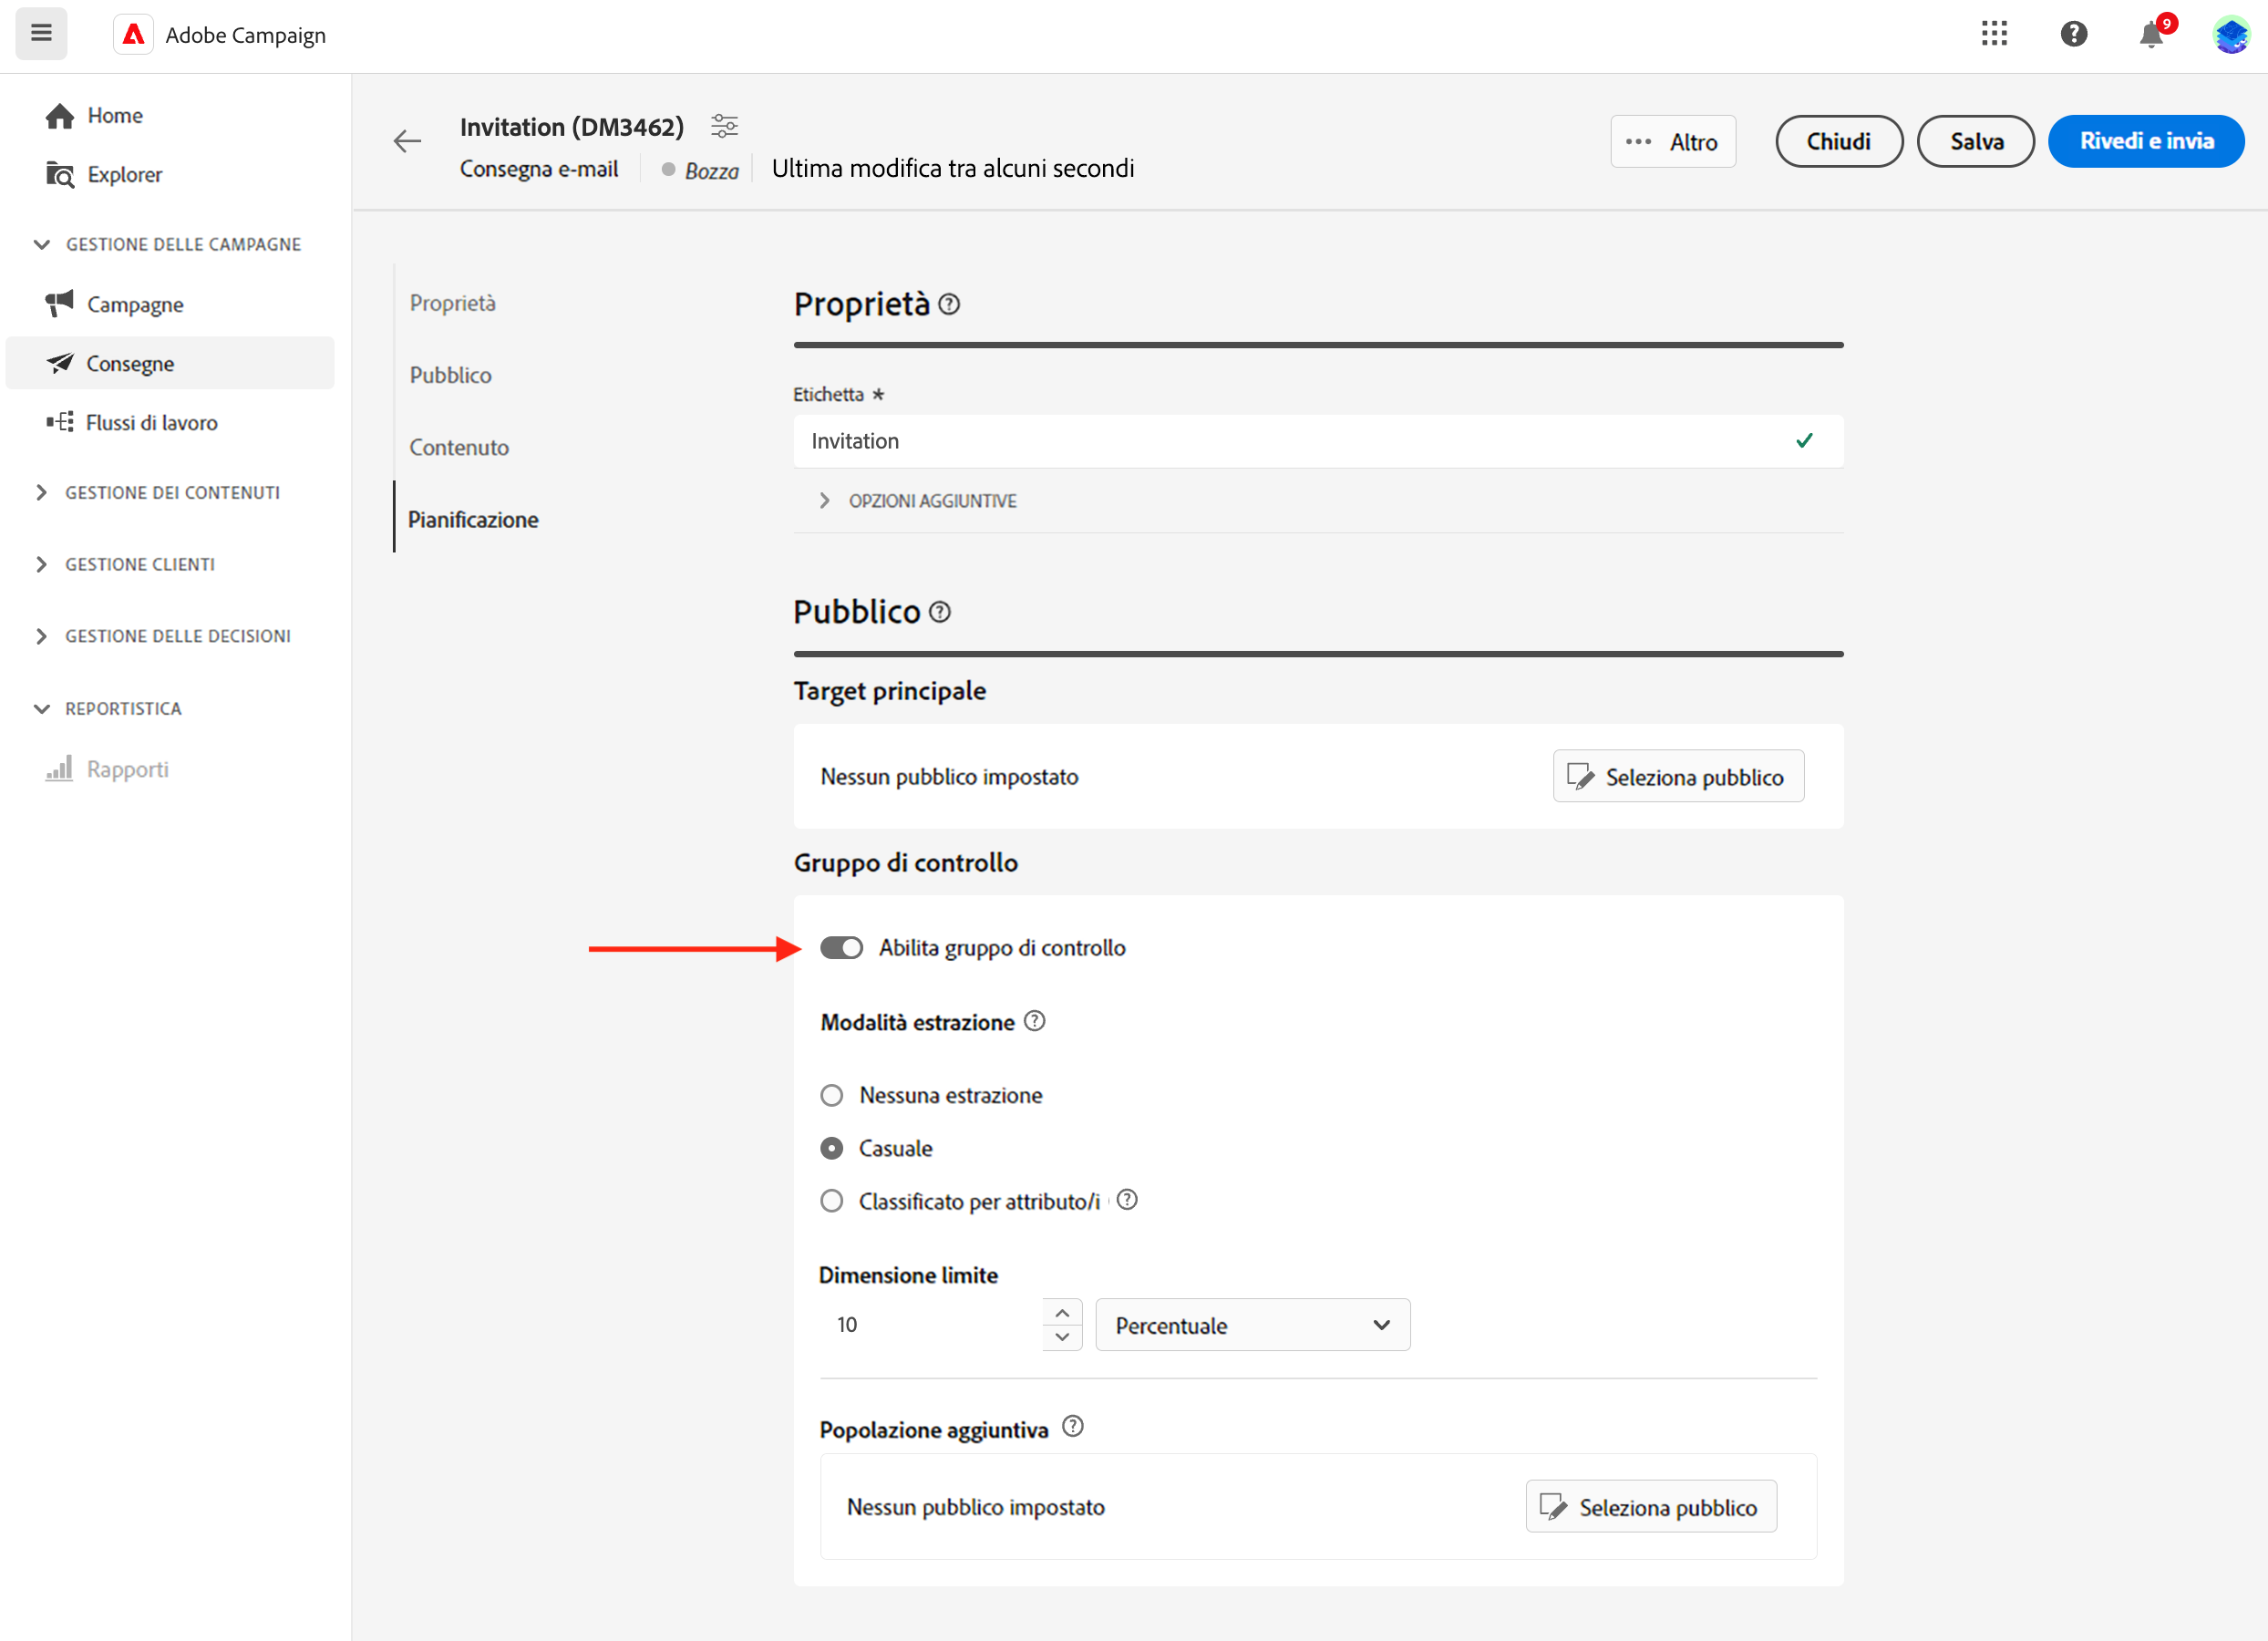 Adobe Campaign
9
Home
Explorer
GESTIONE DELLE CAMPAGNE
Campagne
Consegne
Flussi di lavoro
GESTIONE DEI CONTENUTI
GESTIONE CLIENTI
GESTIONE DELLE DECISIONI
REPORTISTICA
Rapporti
Invitation (DM3462)
Consegna e-mail
Bozza
Ultima modifica tra alcuni secondi
Altro
Chiudi
Salva
Rivedi e invia
Proprietà
Pubblico
Contenuto
Pianificazione
Proprietà
Etichetta *
Invitation
OPZIONI AGGIUNTIVE
Pubblico
Target principale
Nessun pubblico impostato
Seleziona pubblico
Gruppo di controllo
Abilita gruppo di controllo
Modalità estrazione
Nessuna estrazione
Casuale
Classificato per attributo/i
Dimensione limite
10
Percentuale
Popolazione aggiuntiva
Nessun pubblico impostato
Seleziona pubblico